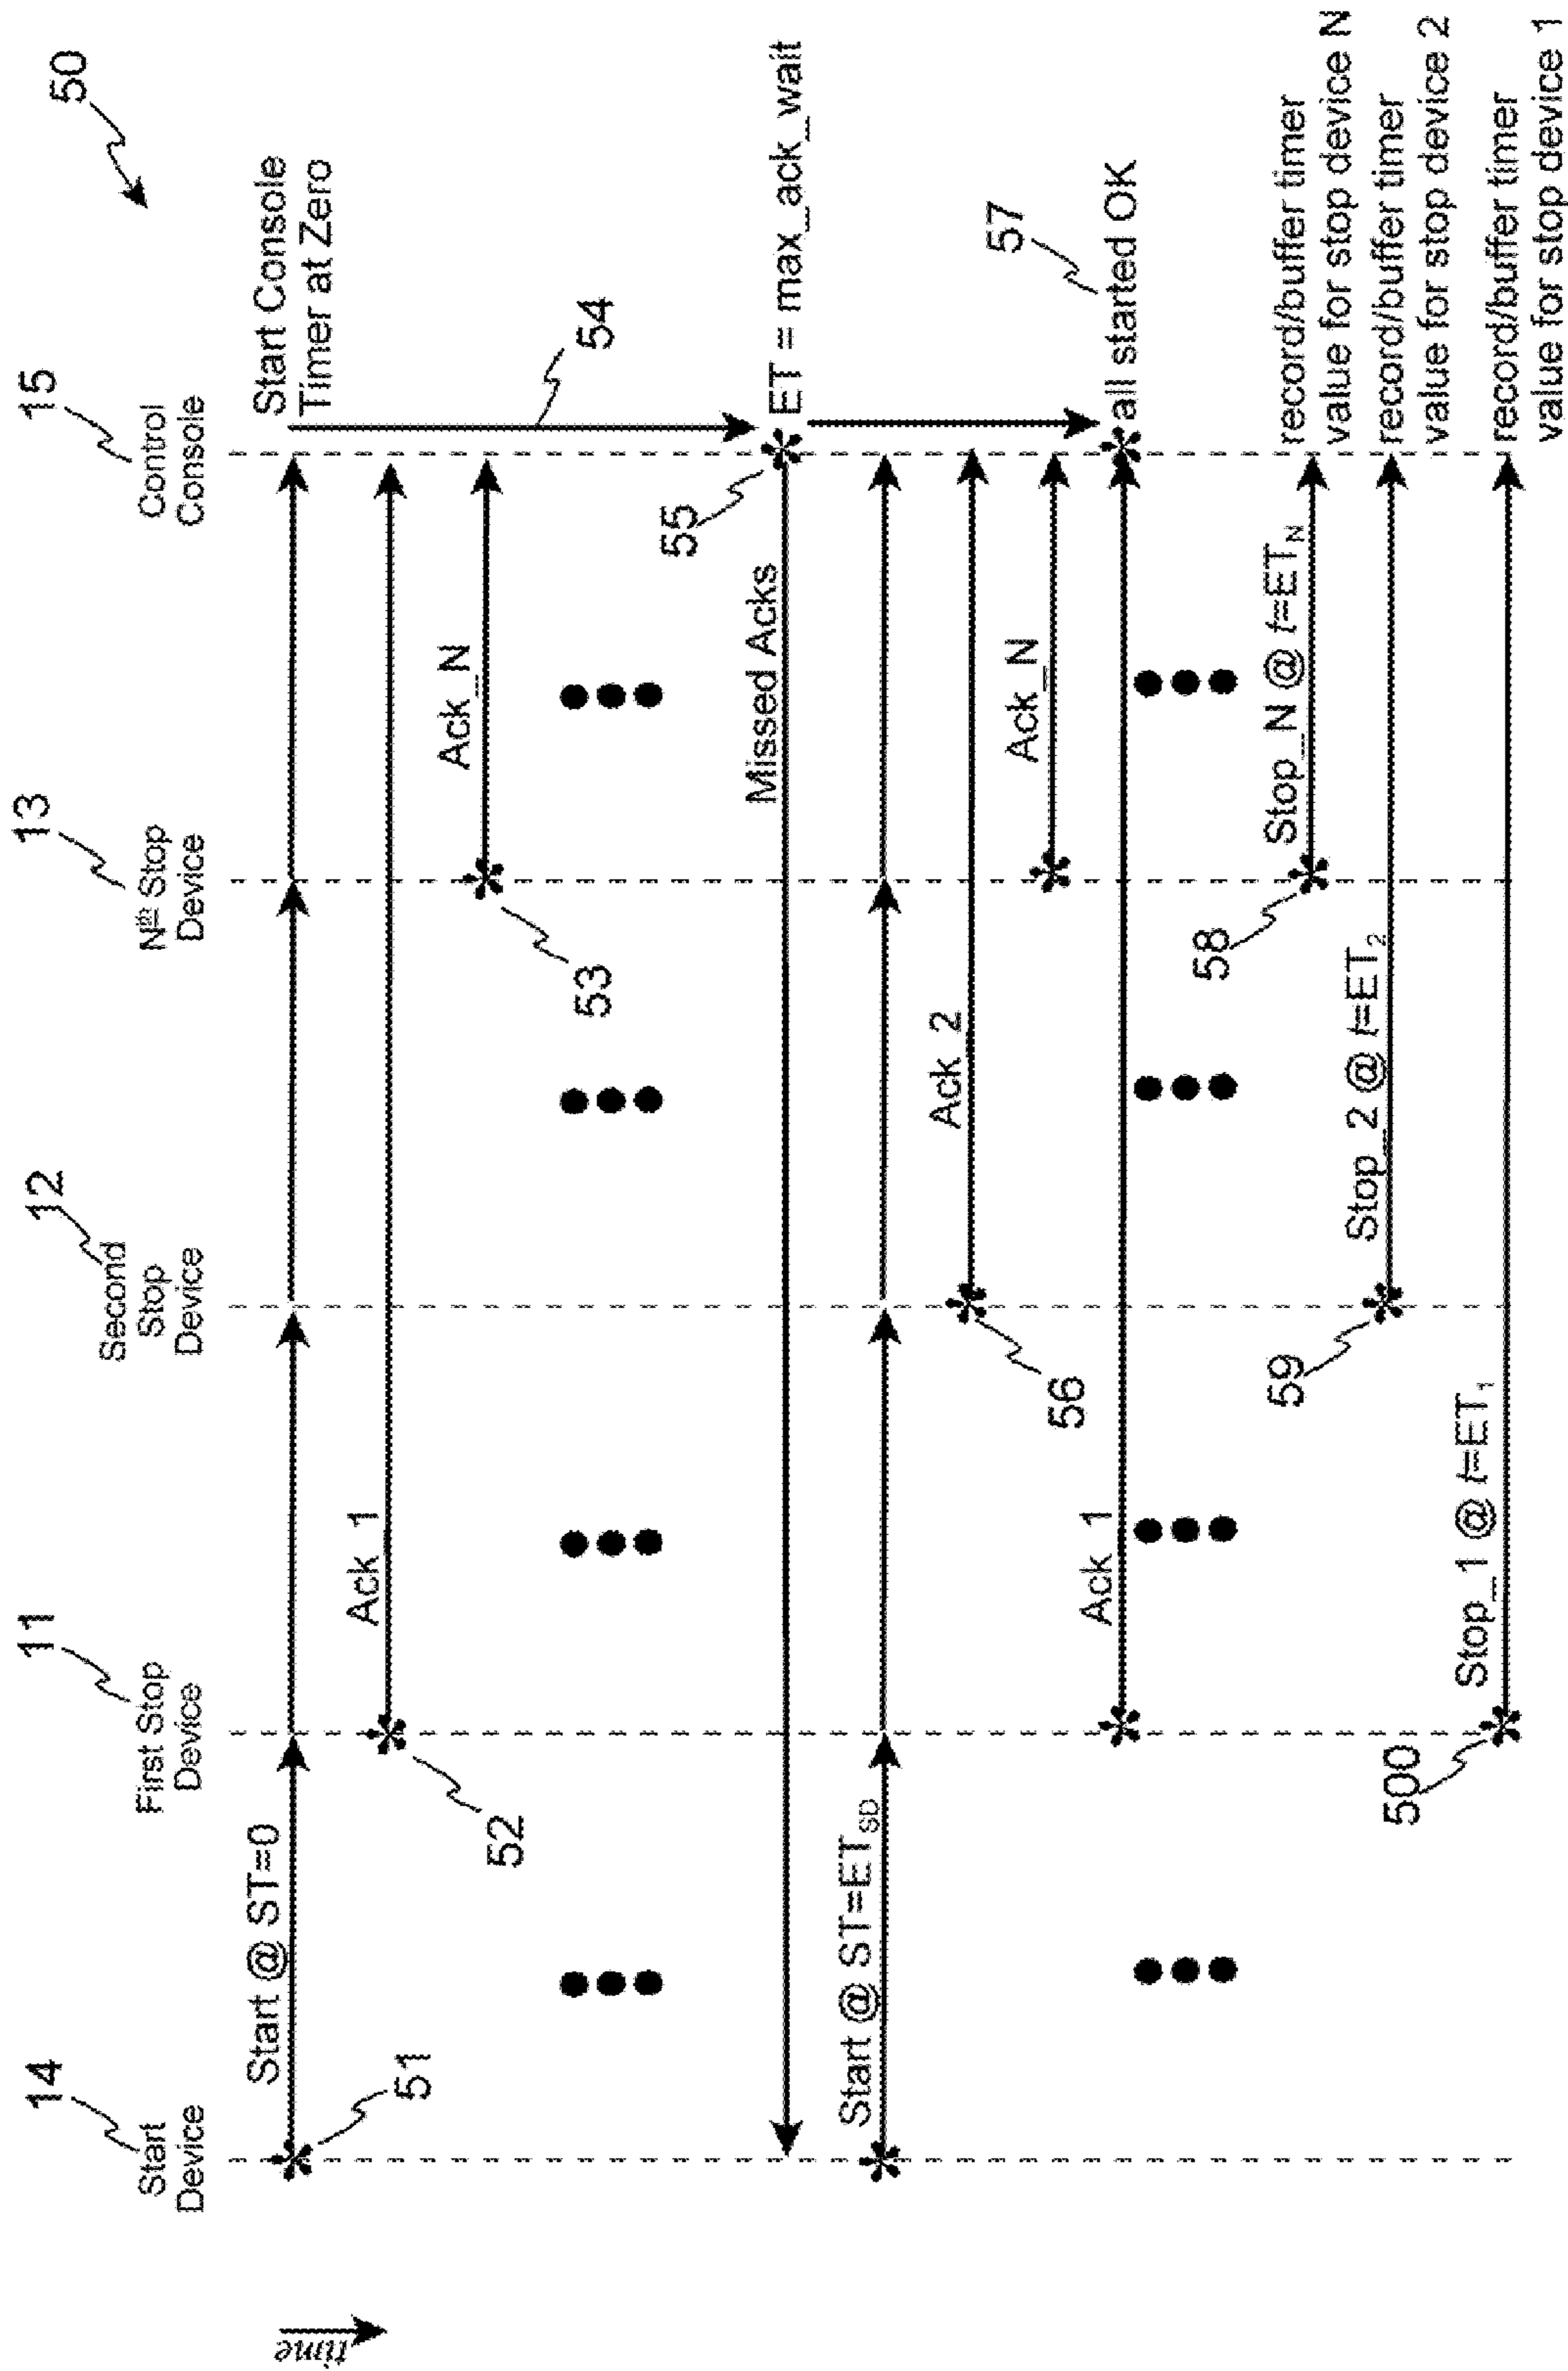 50
14
11
12
13
15
Start
Device
First Stop
Device
Second
Stop
Device
Nth Stop
Device
Control
Console
time
Start @ ST=0
Start Console
Timer at Zero
51
Ack_1
52
Ack_N
53
54
55
Missed Acks
ET = max_ack_wait
Start @ ST=ETSD
Ack_2
56
Ack_N
57
Ack_1
all started OK
58
Stop_N @ t=ETN
record/buffer timer
value for stop device N
59
Stop_2 @ t=ET2
record/buffer timer
value for stop device 2
500
Stop_1 @ t=ET1
record/buffer timer
value for stop device 1